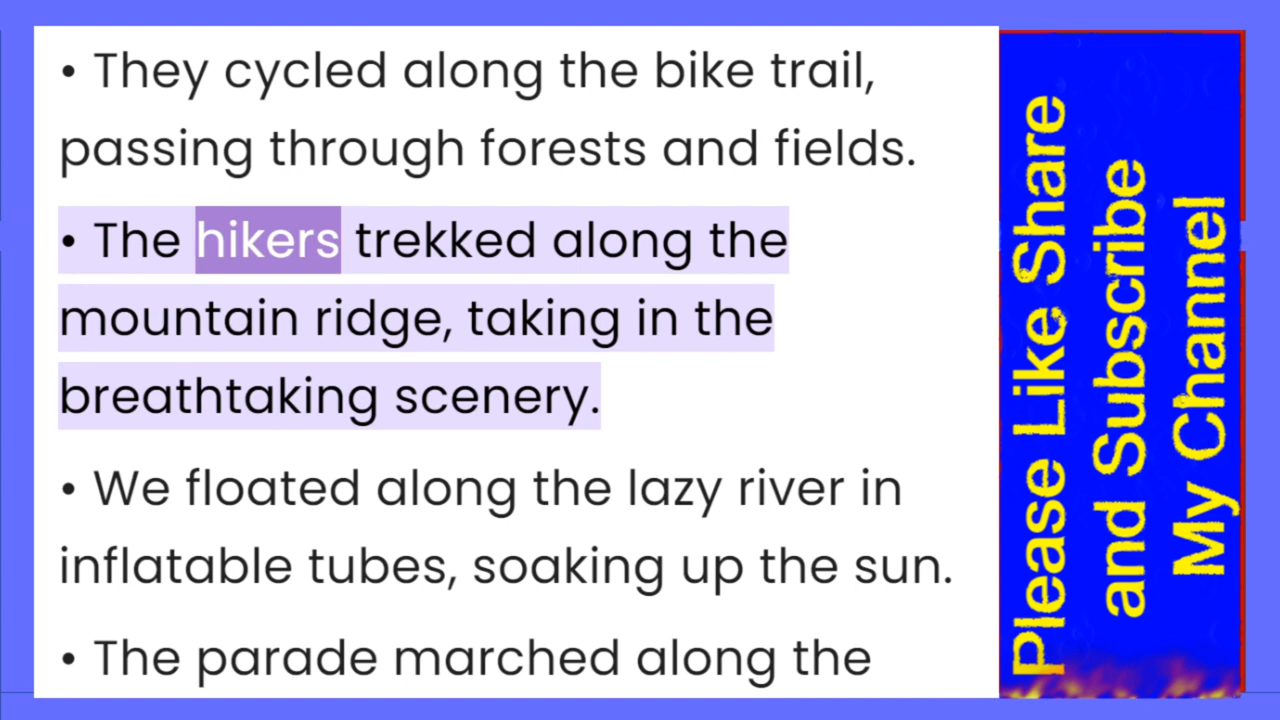 • They cycled along the bike trail,
passing through forests and fields.
• The hikers trekked along the
mountain ridge, taking in the
breathtaking scenery.
• We floated along the lazy river in
inflatable tubes, soaking up the sun.
• The parade marched along the
Please Like Share
and Subscribe
My Channel